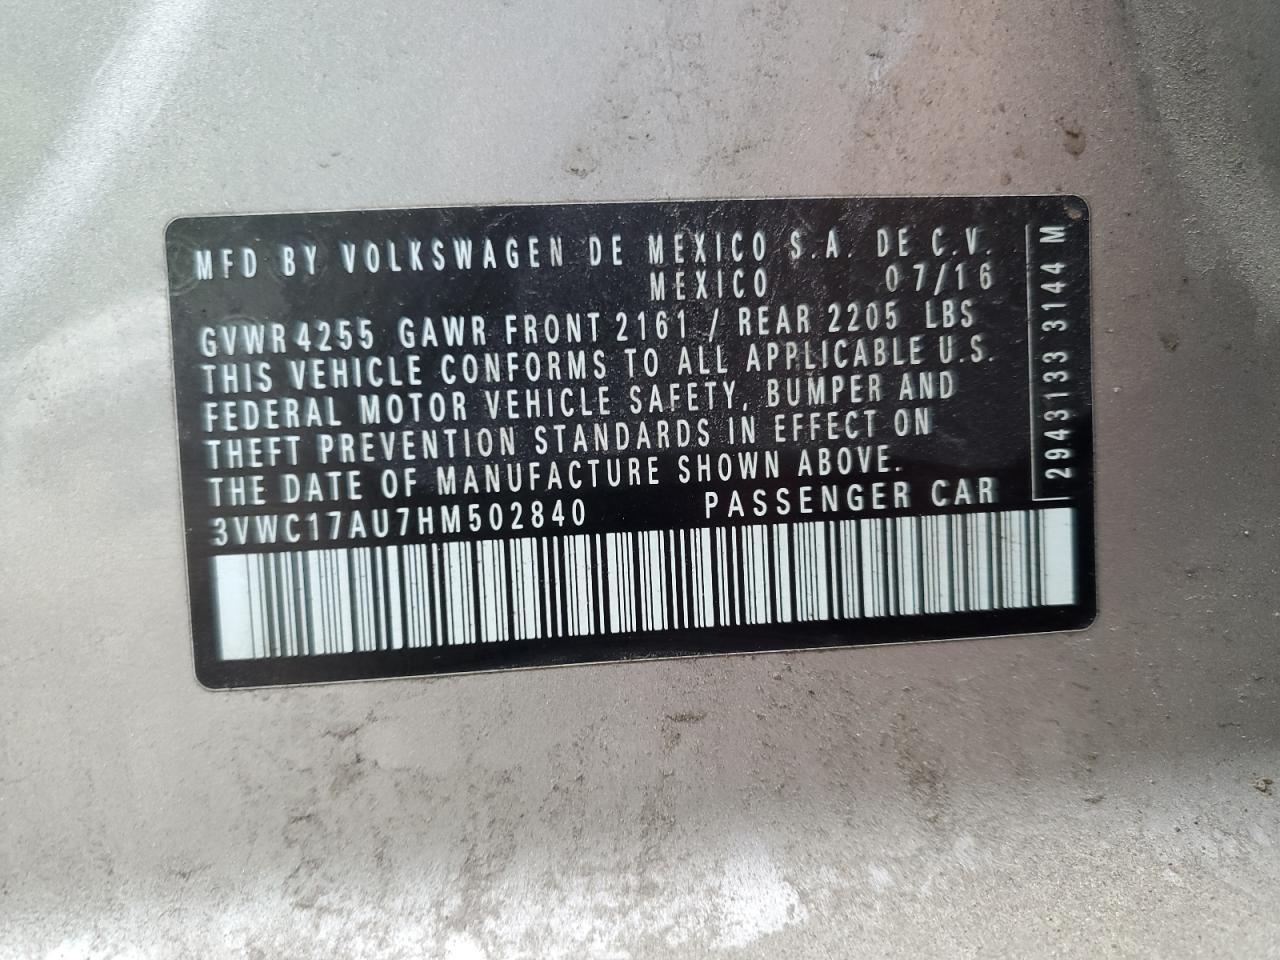 MFD BY VOLKSWAGEN DE MEXICO S.A. DE C.V.
MEXICO 07/16
GVWR 4255 GAWR FRONT 2161 / REAR 2205 LBS
THIS VEHICLE CONFORMS TO ALL APPLICABLE U.S.
FEDERAL MOTOR VEHICLE SAFETY, BUMPER AND
THEFT PREVENTION STANDARDS IN EFFECT ON
THE DATE OF MANUFACTURE SHOWN ABOVE.
3VWC17AU7HM502840 PASSENGER CAR
2943133 3144 M